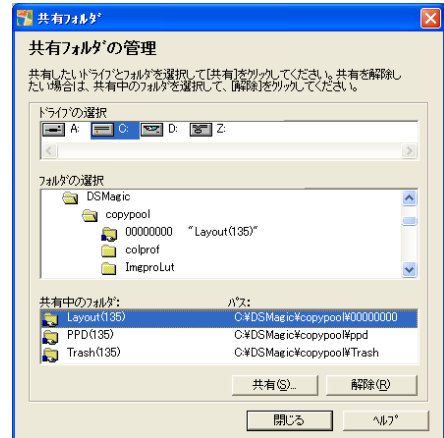 共有フォルダ
共有フォルダの管理
共有したいドライブとフォルダを選択して[共有]をクリックしてください。共有を解除し
たい場合は、共有中のフォルダを選択して、[解除]をクリックしてください。
ドライブの選択
A: C: D: Z:
フォルダの選択
DSMagic
copypool
00000000 "Layout(135)"
colprof
ImgproLut
共有中のフォルダ: パス:
Layout(135) C:¥DSMagic¥copypool¥00000000
PPD(135) C:¥DSMagic¥copypool¥ppd
Trash(135) C:¥DSMagic¥copypool¥Trash
共有(S)... 解除(R)
閉じる ヘルプ